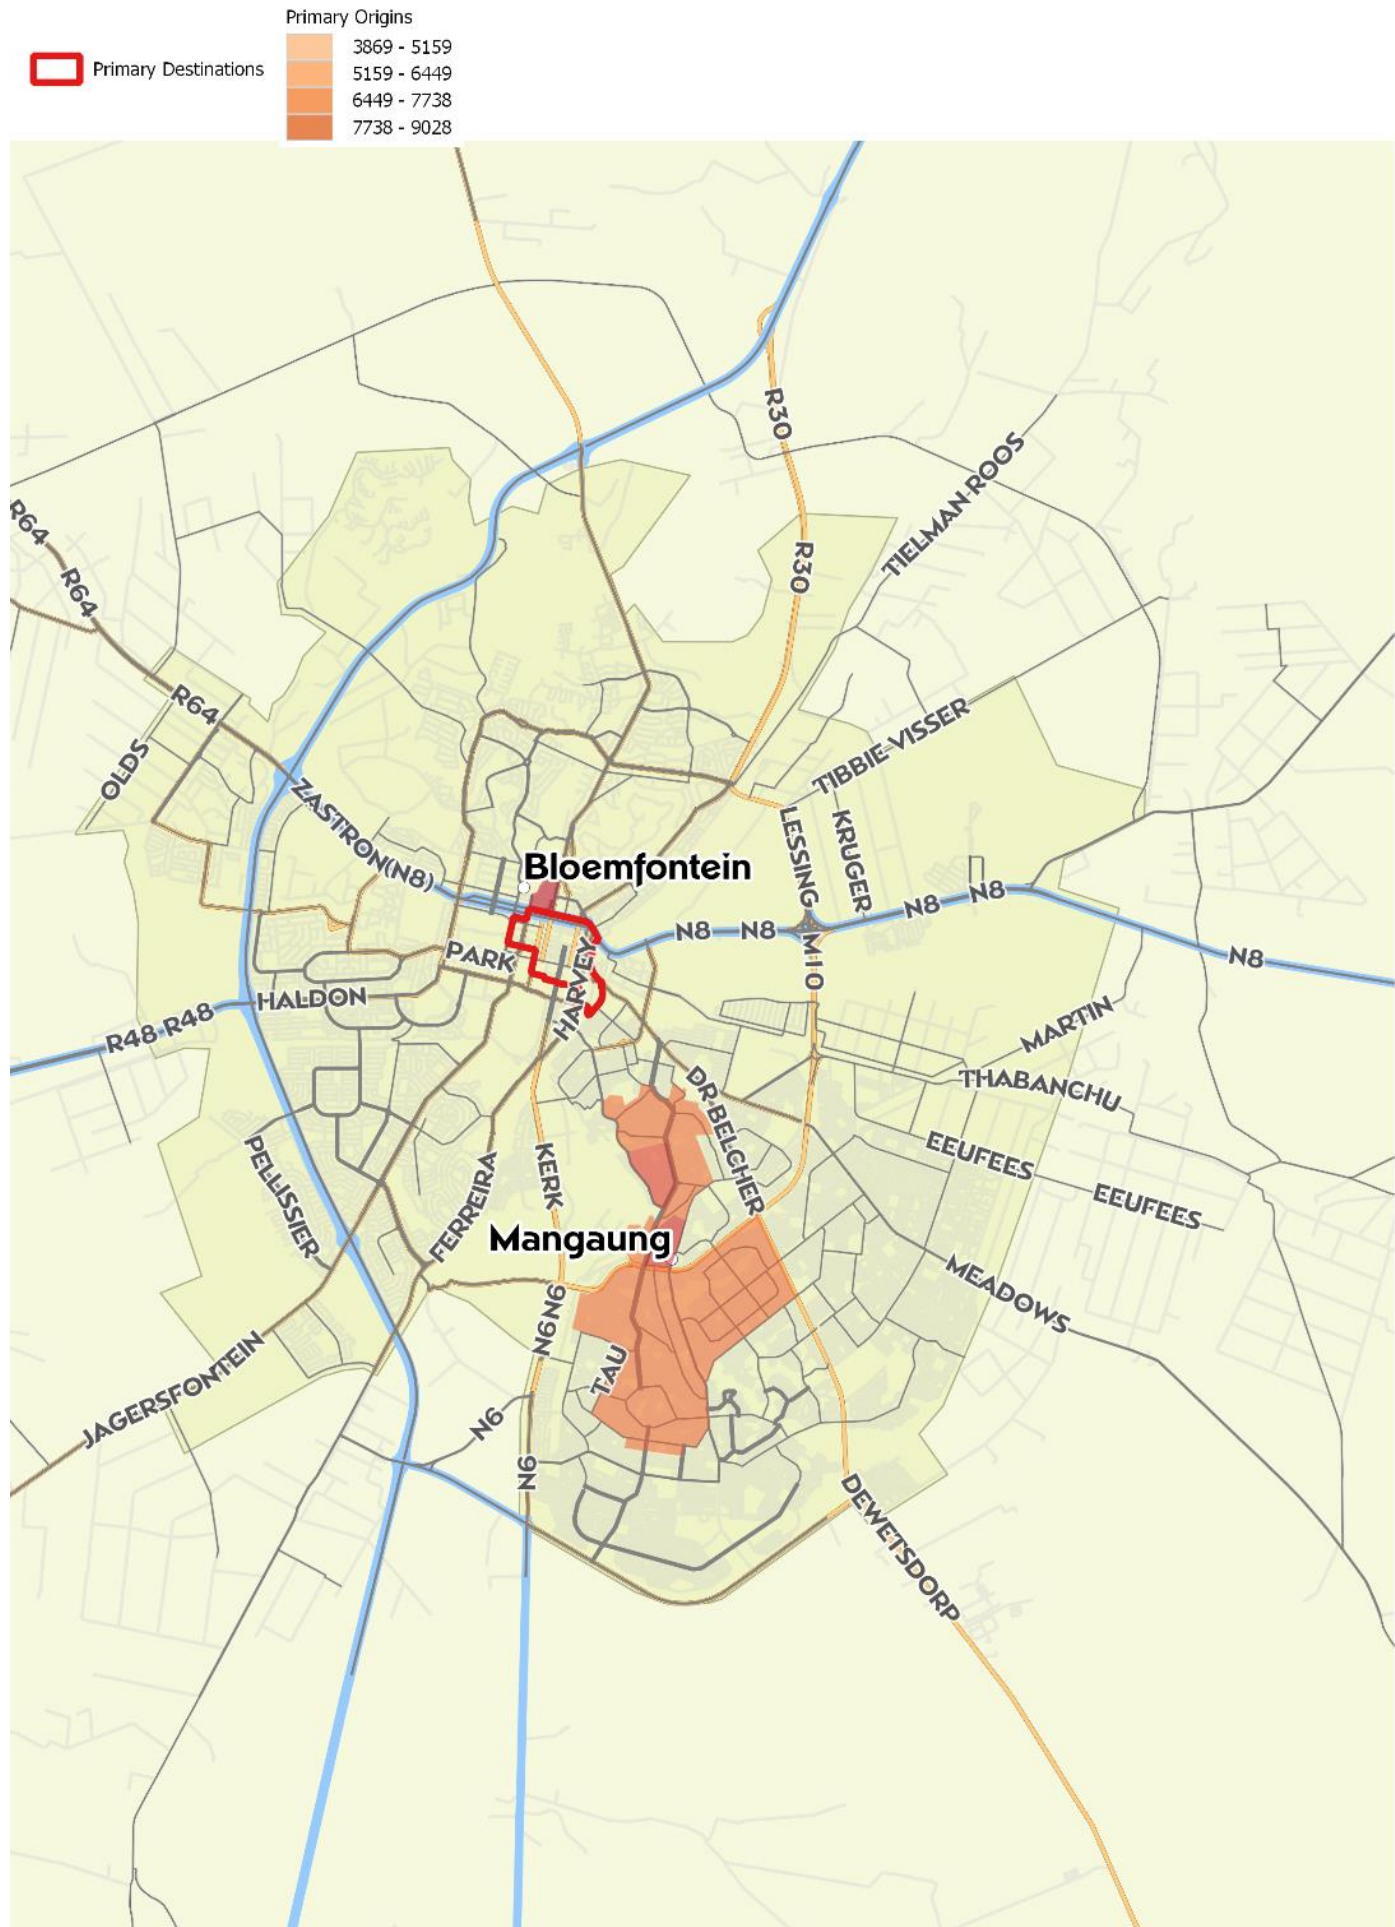 Primary Origins
3869 - 5159
Primary Destinations
5159 - 6449
6449 - 7738
7738 - 9028
R30
TIELMAN-ROOS
R64
R30
R64
R64
TIBBIE VISSER
OLDS
ZASTRON(N8)
LESSING
KRUGER
Bloemfontein
N8
N8
N8
N8
N8
PARK
HARVEY
M10
HALDON
R48 R48
MARTIN
THABANCHU
DR-BELCHER
EEUFEES
EEUFEES
PELLISSIER
FERREIRA
KERK
Mangaung
MEADOWS
N6
N6
TAU
JAGERSFONTEIN
N6
N6
DEWETSDORP